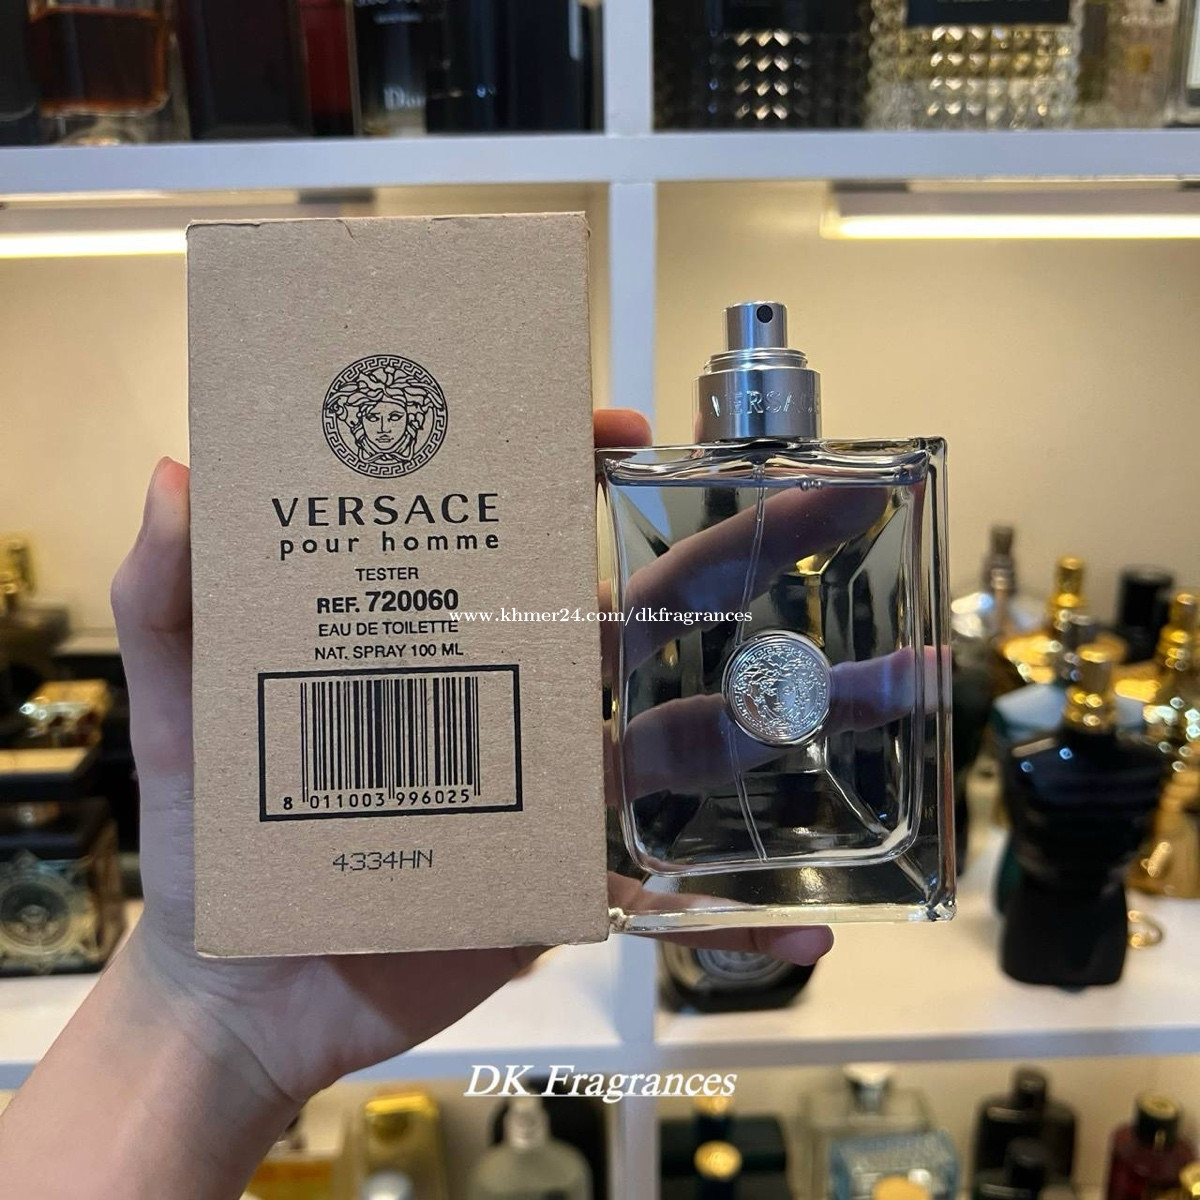 Dior
VERSACE
VERSACE
pour homme
TESTER
REF. 720060
EAU DE TOILETTE
NAT. SPRAY 100 ML
8 011003 996025
4334HN
www.khmer24.com/dkfragrances
DK Fragrances